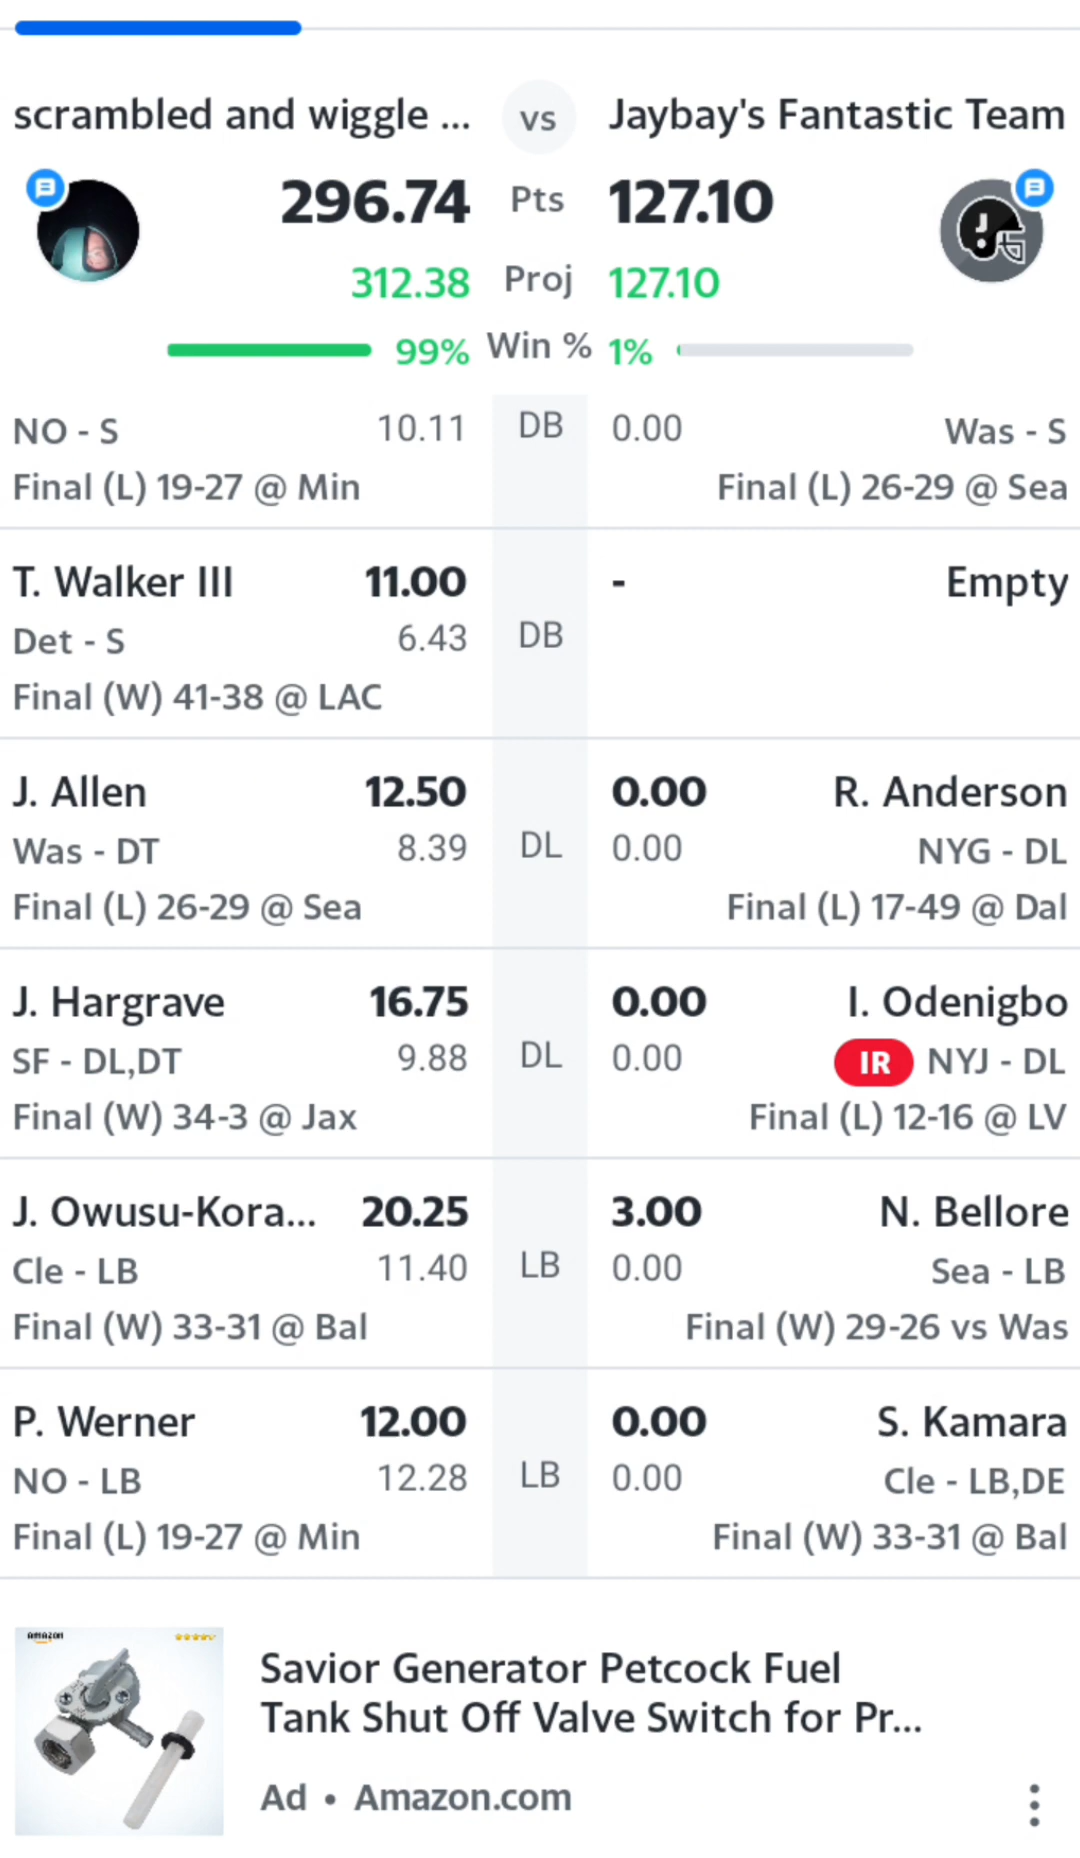 scrambled and wiggle ... vs Jaybay's Fantastic Team
296.74 Pts 127.10
312.38 Proj 127.10
99% Win % 1%
NO - S 10.11 DB 0.00 Was - S
Final (L) 19-27 @ Min Final (L) 26-29 @ Sea
T. Walker III 11.00 - Empty
Det - S 6.43 DB
Final (W) 41-38 @ LAC
J. Allen 12.50 0.00 R. Anderson
Was - DT 8.39 DL 0.00 NYG - DL
Final (L) 26-29 @ Sea Final (L) 17-49 @ Dal
J. Hargrave 16.75 0.00 I. Odenigbo
SF - DL,DT 9.88 DL 0.00 IR NYJ - DL
Final (W) 34-3 @ Jax Final (L) 12-16 @ LV
J. Owusu-Kora... 20.25 3.00 N. Bellore
Cle - LB 11.40 LB 0.00 Sea - LB
Final (W) 33-31 @ Bal Final (W) 29-26 vs Was
P. Werner 12.00 0.00 S. Kamara
NO - LB 12.28 LB 0.00 Cle - LB,DE
Final (L) 19-27 @ Min Final (W) 33-31 @ Bal
AMAZON
Savior Generator Petcock Fuel
Tank Shut Off Valve Switch for Pr...
Ad • Amazon.com